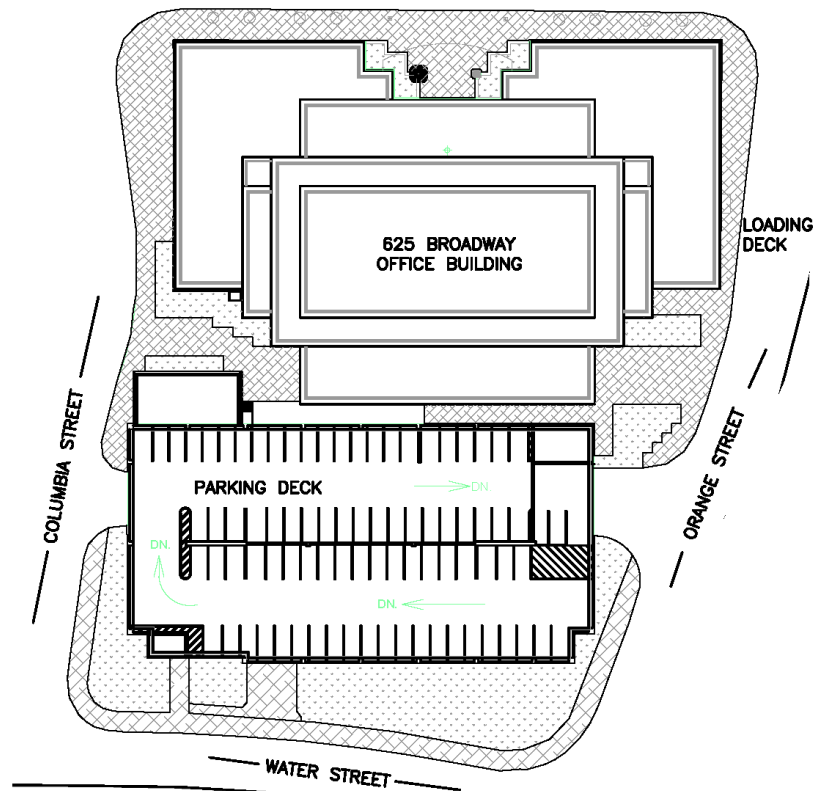 625 BROADWAY
OFFICE BUILDING
LOADING
DECK
COLUMBIA STREET
PARKING DECK
DN
ORANGE STREET
DN.
DN.
WATER STREET